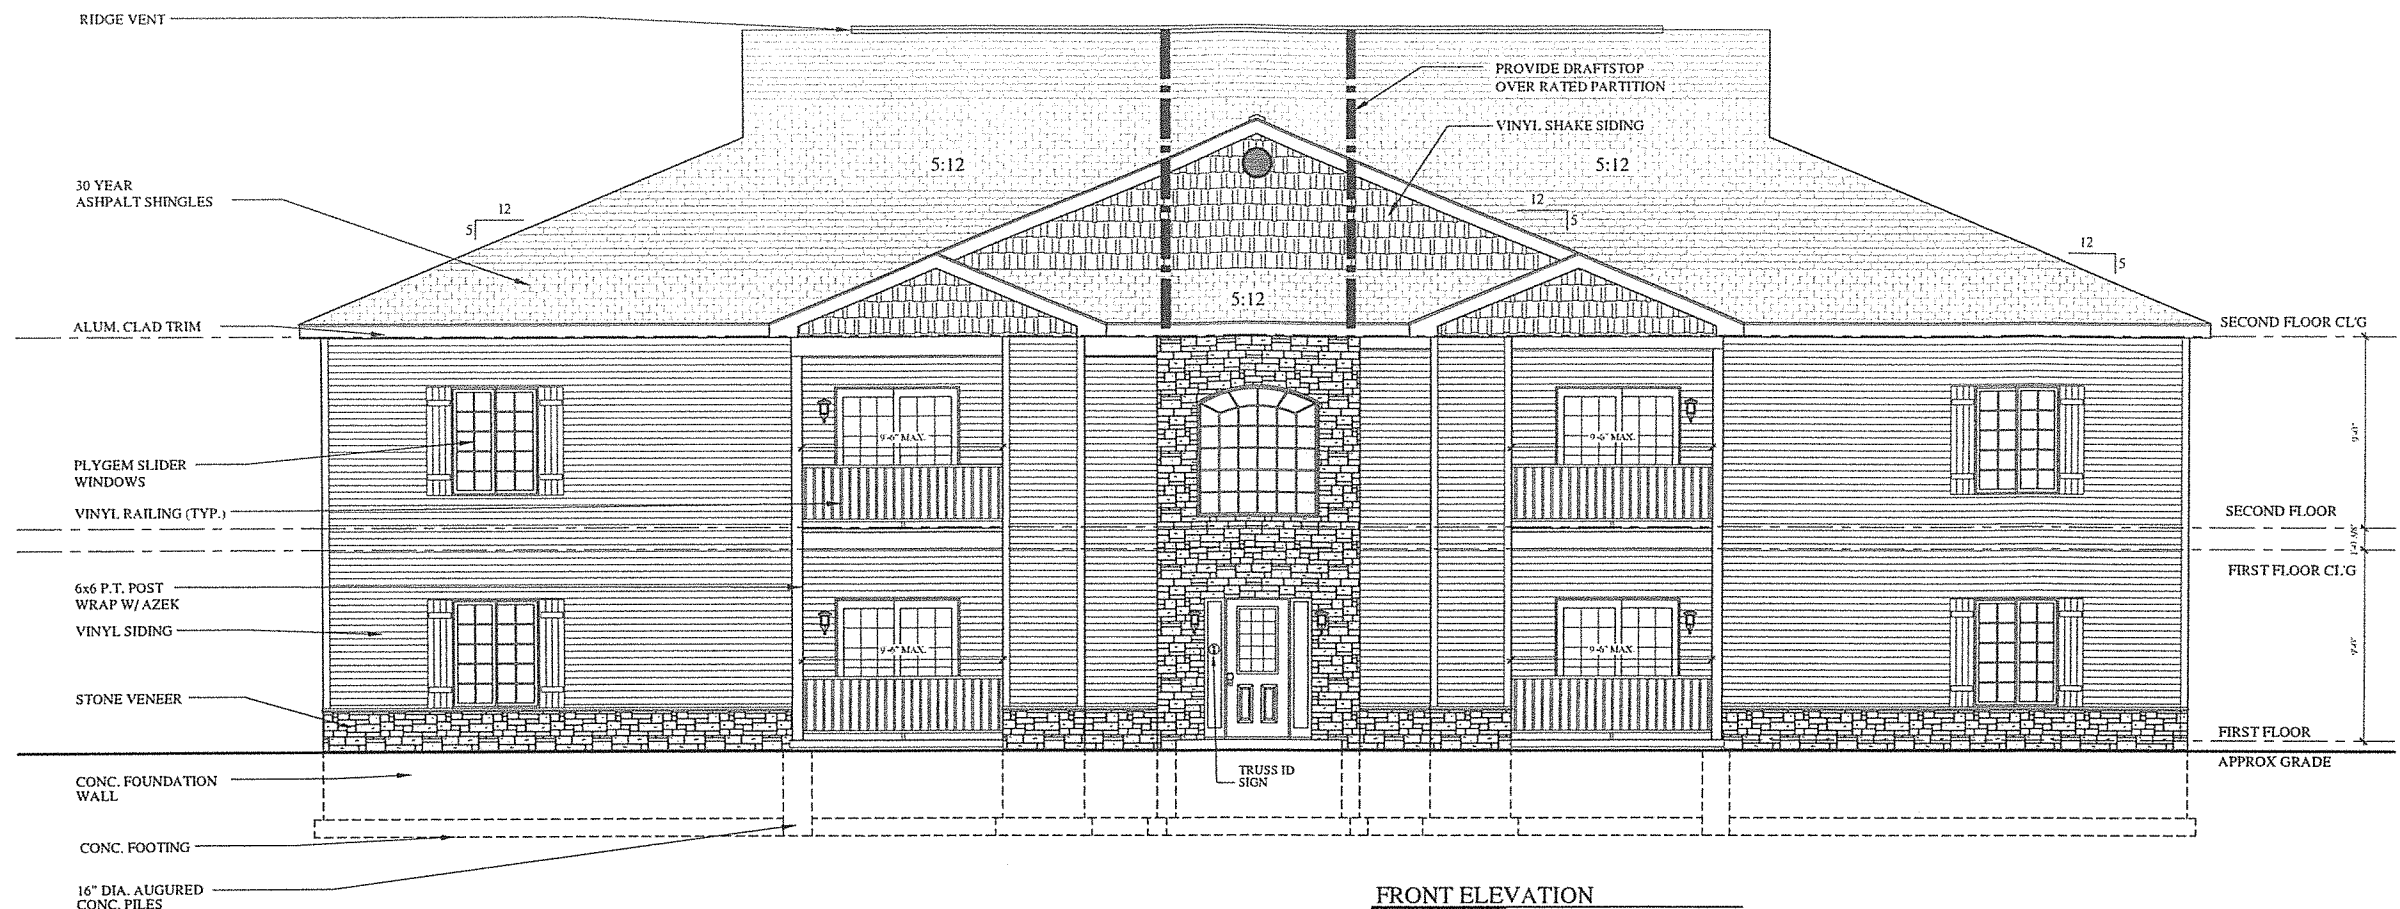 RIDGE VENT
PROVIDE DRAFTSTOP
OVER RATED PARTITION
VINYL SHAKE SIDING
5:12
5:12
30 YEAR
ASHPALT SHINGLES
12
5
12
5
12
5
5:12
ALUM. CLAD TRIM
SECOND FLOOR CL'G
9'-6" MAX.
9'-6" MAX.
PLYGEM SLIDER
WINDOWS
VINYL RAILING (TYP.)
SECOND FLOOR
FIRST FLOOR CL'G
6x6 P.T. POST
WRAP W/ AZEK
VINYL SIDING
9'-6" MAX.
9'-6" MAX.
STONE VENEER
FIRST FLOOR
APPROX GRADE
TRUSS ID
SIGN
CONC. FOUNDATION
WALL
CONC. FOOTING
16" DIA. AUGURED
CONC. PILES
FRONT ELEVATION